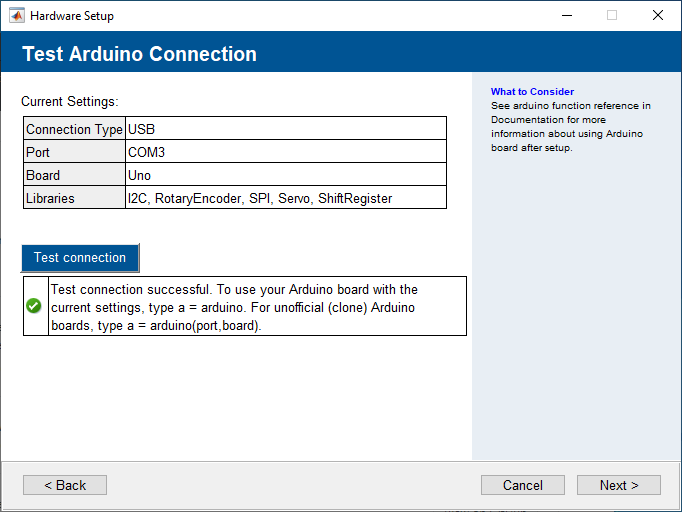 Hardware Setup
Test Arduino Connection
Current Settings:
Connection Type USB
Port COM3
Board Uno
Libraries I2C, RotaryEncoder, SPI, Servo, ShiftRegister
Test connection
Test connection successful. To use your Arduino board with the
current settings, type a = arduino. For unofficial (clone) Arduino
boards, type a = arduino(port,board).
What to Consider
See arduino function reference in
Documentation for more
information about using Arduino
board after setup.
< Back
Cancel
Next >